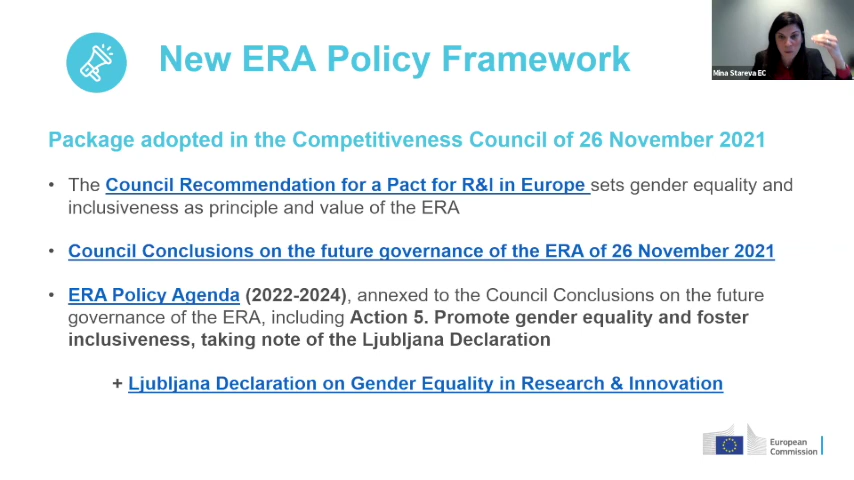 New ERA Policy Framework
Mina Stareva EC
Package adopted in the Competitiveness Council of 26 November 2021
• The Council Recommendation for a Pact for R&I in Europe sets gender equality and
inclusiveness as principle and value of the ERA
• Council Conclusions on the future governance of the ERA of 26 November 2021
• ERA Policy Agenda (2022-2024), annexed to the Council Conclusions on the future
governance of the ERA, including Action 5. Promote gender equality and foster
inclusiveness, taking note of the Ljubljana Declaration
+ Ljubljana Declaration on Gender Equality in Research & Innovation
European
Commission